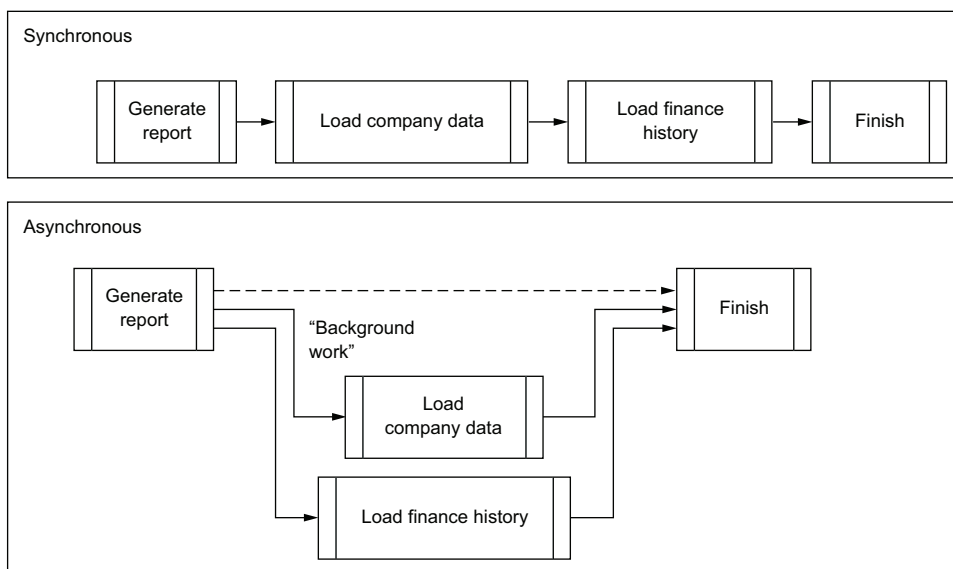 Synchronous
Generate
report
Load company data
Load finance
history
Finish
Asynchronous
Generate
report
Finish
“Background
work”
Load
company data
Load finance history